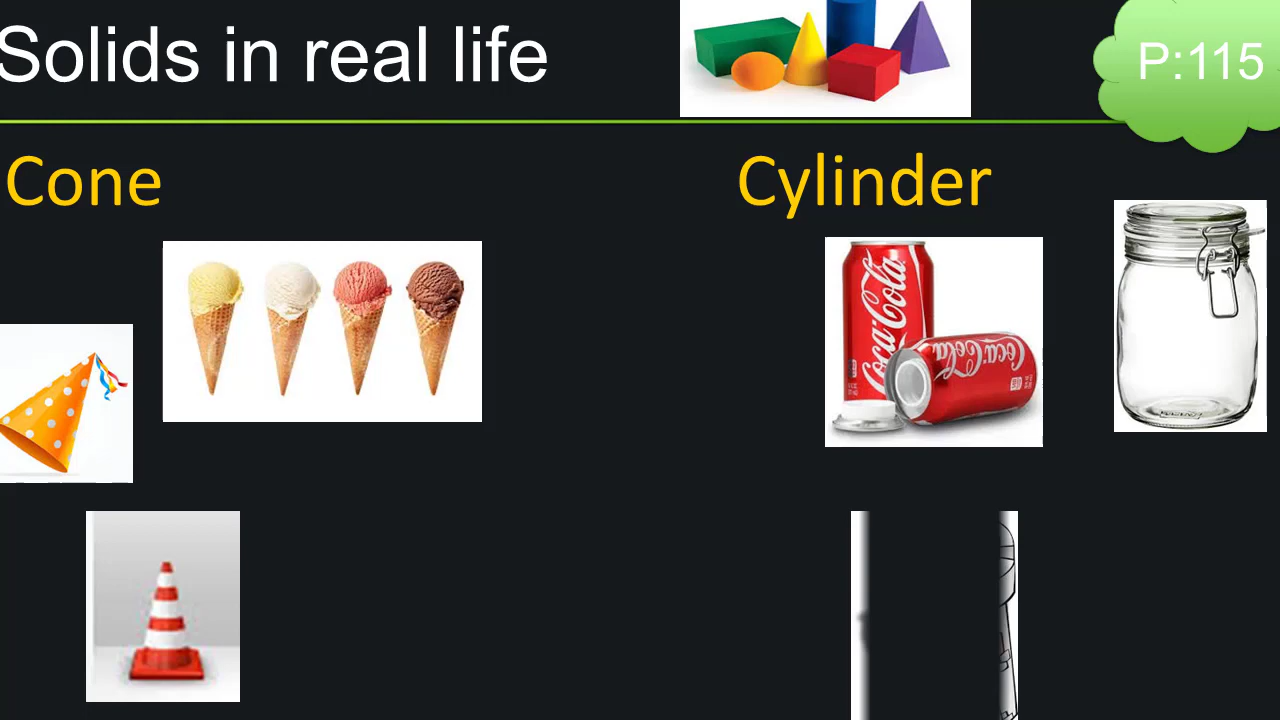 Solids in real life
P:115
Cone
Cylinder
Coca-Cola
Coca-Cola